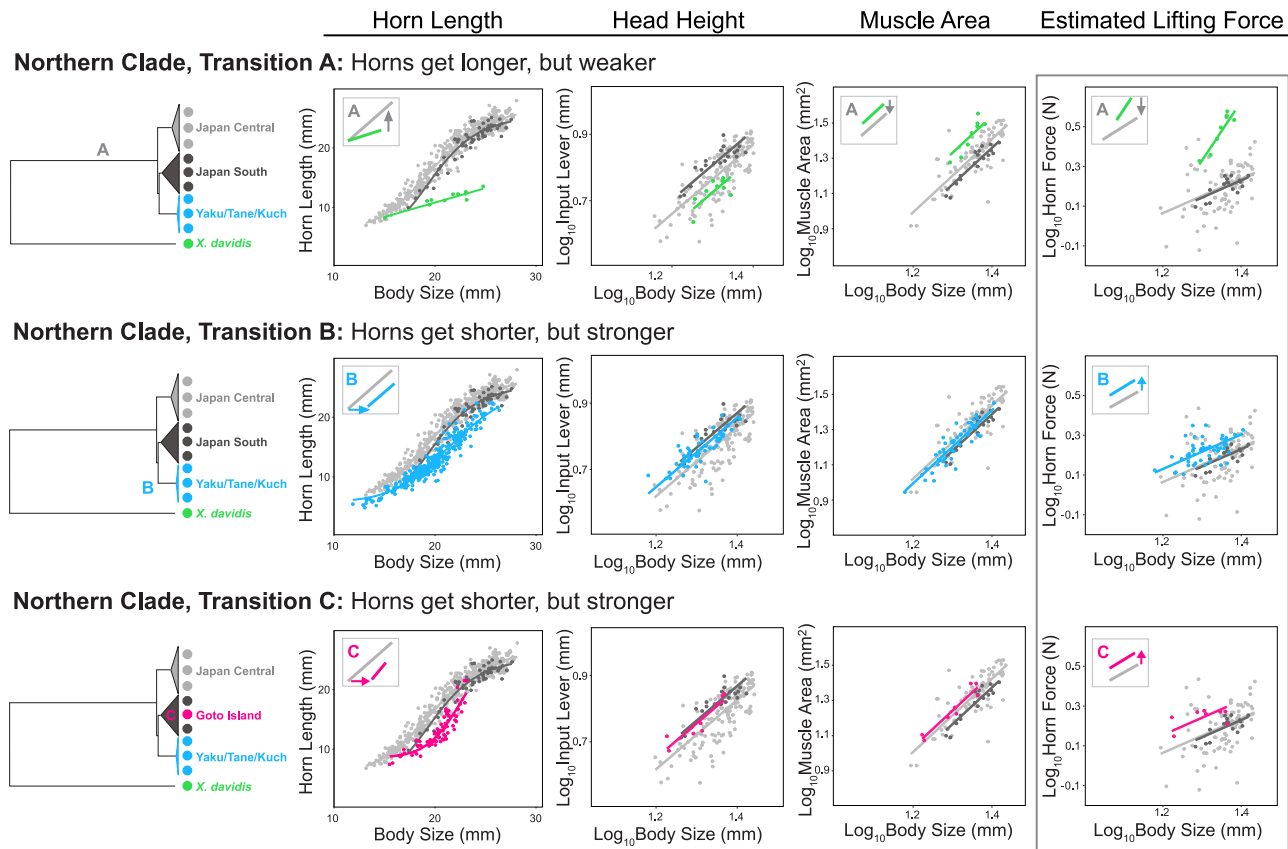 Horn Length
Head Height
Muscle Area
Estimated Lifting Force
Northern Clade, Transition A: Horns get longer, but weaker
A
Japan Central
Japan South
Yaku/Tane/Kuch
X. davidis
Horn Length (mm)
20
10
A
10
20
30
Body Size (mm)
Log10Input Lever (mm)
0.9
0.7
1.2
1.4
Log10Body Size (mm)
Log10Muscle Area (mm²)
1.5
1.3
1.1
0.9
A
1.2
1.4
Log10Body Size (mm)
Log10Horn Force (N)
0.5
0.3
0.1
-0.1
A
1.2
1.4
Log10Body Size (mm)
Northern Clade, Transition B: Horns get shorter, but stronger
B
Japan Central
Japan South
Yaku/Tane/Kuch
X. davidis
Horn Length (mm)
20
10
B
10
20
30
Body Size (mm)
Log10Input Lever (mm)
0.9
0.7
1.2
1.4
Log10Body Size (mm)
Log10Muscle Area (mm²)
1.5
1.3
1.1
0.9
1.2
1.4
Log10Body Size (mm)
Log10Horn Force (N)
0.5
0.3
0.1
-0.1
B
1.2
1.4
Log10Body Size (mm)
Northern Clade, Transition C: Horns get shorter, but stronger
C
Japan Central
Goto Island
Yaku/Tane/Kuch
X. davidis
Horn Length (mm)
20
10
C
10
20
30
Body Size (mm)
Log10Input Lever (mm)
0.9
0.7
1.2
1.4
Log10Body Size (mm)
Log10Muscle Area (mm²)
1.5
1.3
1.1
0.9
1.2
1.4
Log10Body Size (mm)
Log10Horn Force (N)
0.5
0.3
0.1
-0.1
C
1.2
1.4
Log10Body Size (mm)